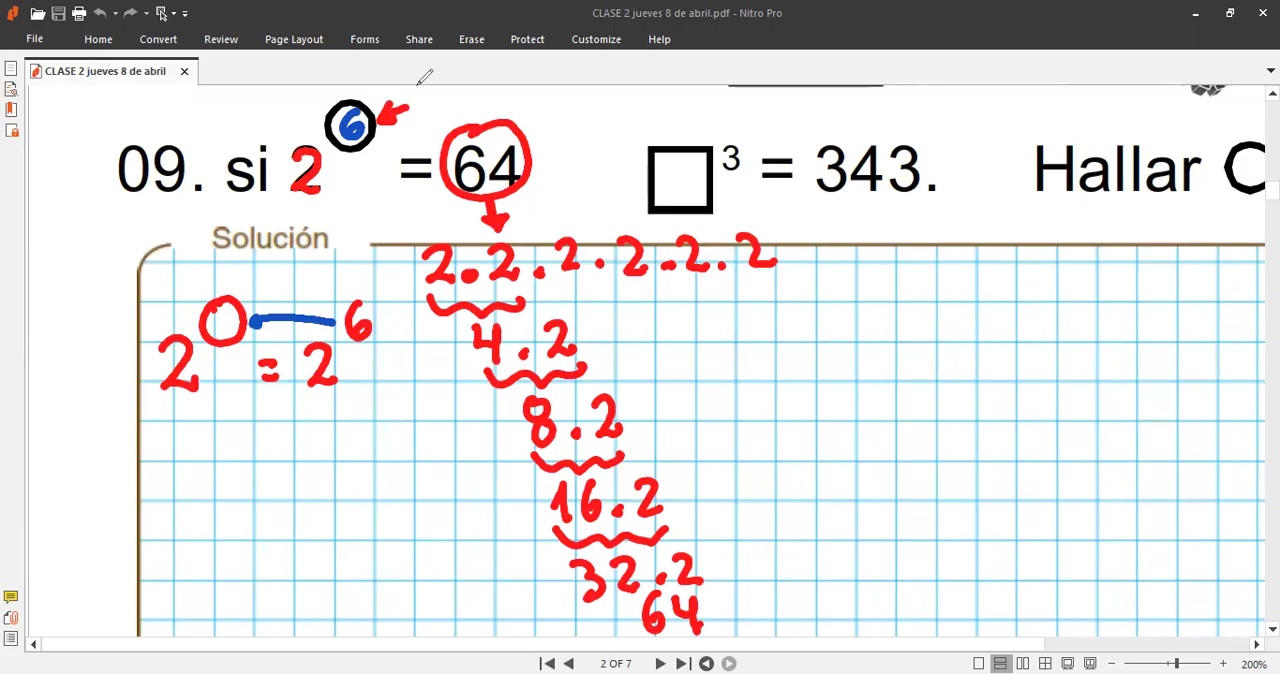 CLASE 2 jueves 8 de abril.pdf - Nitro Pro
File Home Convert Review Page Layout Forms Share Erase Protect Customize Help
CLASE 2 jueves 8 de abril
09. si 2^6 = 64 □^3 = 343. Hallar ○
Solución
2 . 2 . 2 . 2 . 2 . 2
2^○ = 2^6
4 . 2
8 . 2
16 . 2
32 . 2
64
2 OF 7
200%